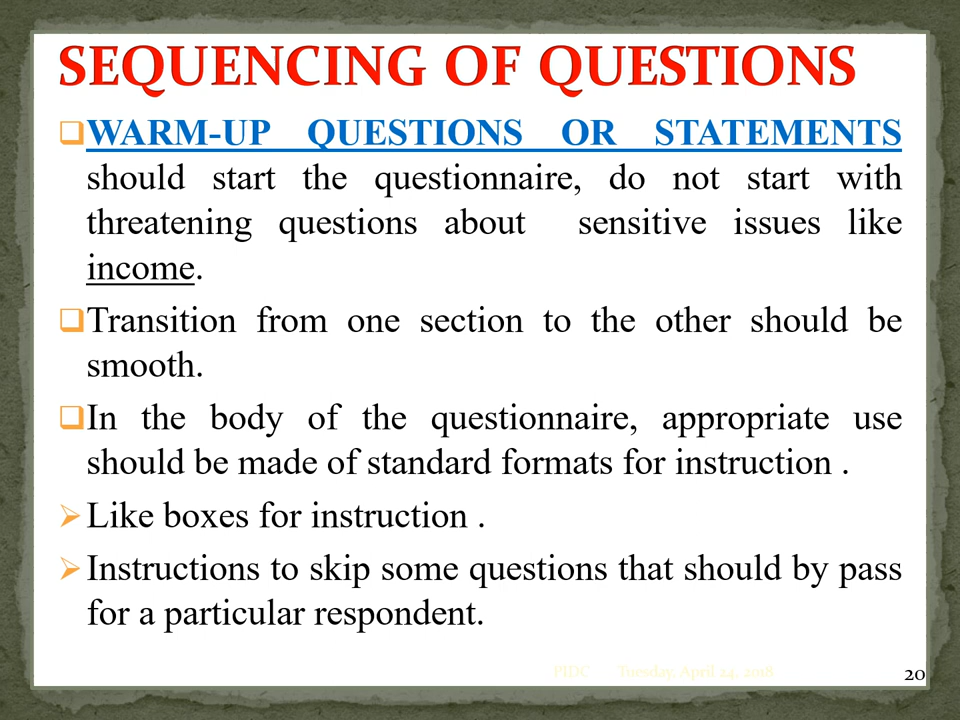 SEQUENCING OF QUESTIONS
WARM-UP QUESTIONS OR STATEMENTS
should start the questionnaire, do not start with
threatening questions about sensitive issues like
income.
Transition from one section to the other should be
smooth.
In the body of the questionnaire, appropriate use
should be made of standard formats for instruction .
Like boxes for instruction .
Instructions to skip some questions that should by pass
for a particular respondent.
PIDC Tuesday, April 24, 2018
20